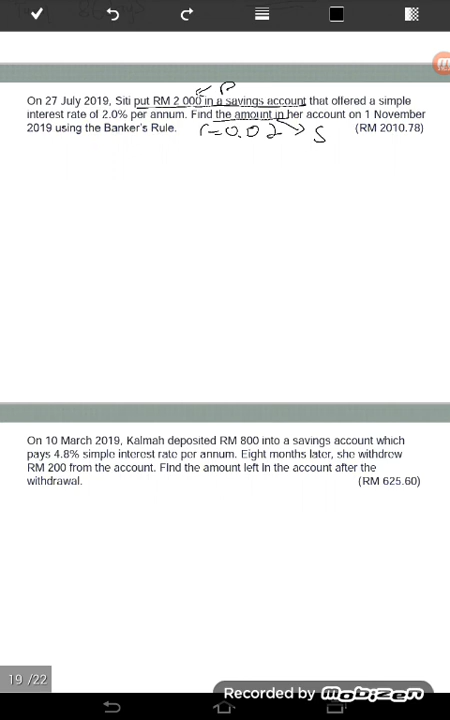 P
On 27 July 2019, Siti put RM 2 000 in a savings account that offered a simple
interest rate of 2.0% per annum. Find the amount in her account on 1 November
2019 using the Banker's Rule. (RM 2010.78)
r=0.02 S
On 10 March 2019, Kalmah deposited RM 800 into a savings account which
pays 4.8% simple interest rate per annum. Eight months later, she withdrew
RM 200 from the account. Find the amount left in the account after the
withdrawal. (RM 625.60)
19 /22
Recorded by Mobizen